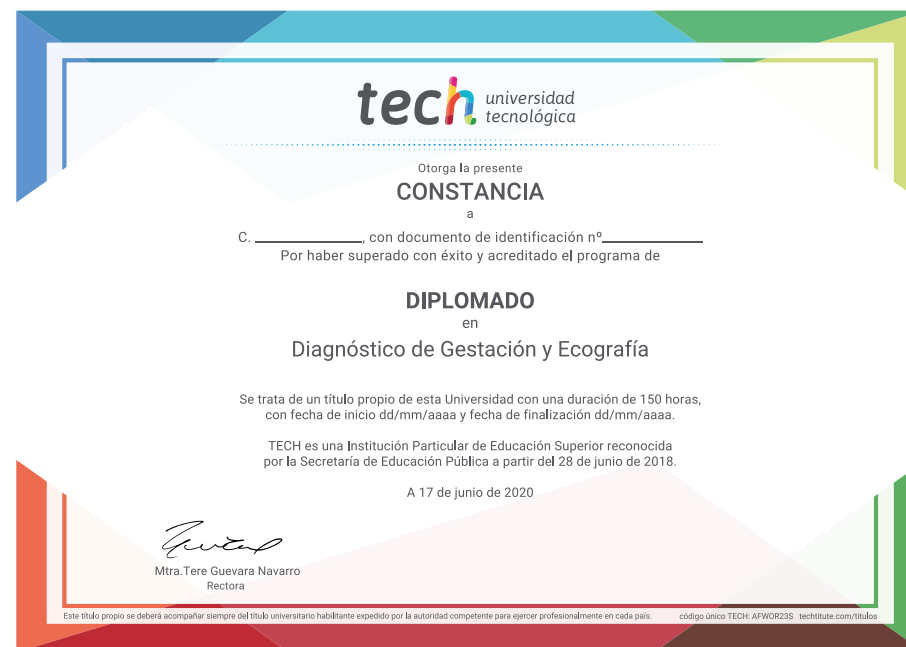 tech universidad
tecnológica
Otorga la presente
CONSTANCIA
a
C. ____________, con documento de identificación nº____________
Por haber superado con éxito y acreditado el programa de
DIPLOMADO
en
Diagnóstico de Gestación y Ecografía
Se trata de un título propio de esta Universidad con una duración de 150 horas,
con fecha de inicio dd/mm/aaaa y fecha de finalización dd/mm/aaaa.
TECH es una Institución Particular de Educación Superior reconocida
por la Secretaría de Educación Pública a partir del 28 de junio de 2018.
A 17 de junio de 2020
Mtra.Tere Guevara Navarro
Rectora
Este título propio se deberá acompañar siempre del título universitario habilitante expedido por la autoridad competente para ejercer profesionalmente en cada país. código único TECH: AFWOR23S techtitute.com/titulos